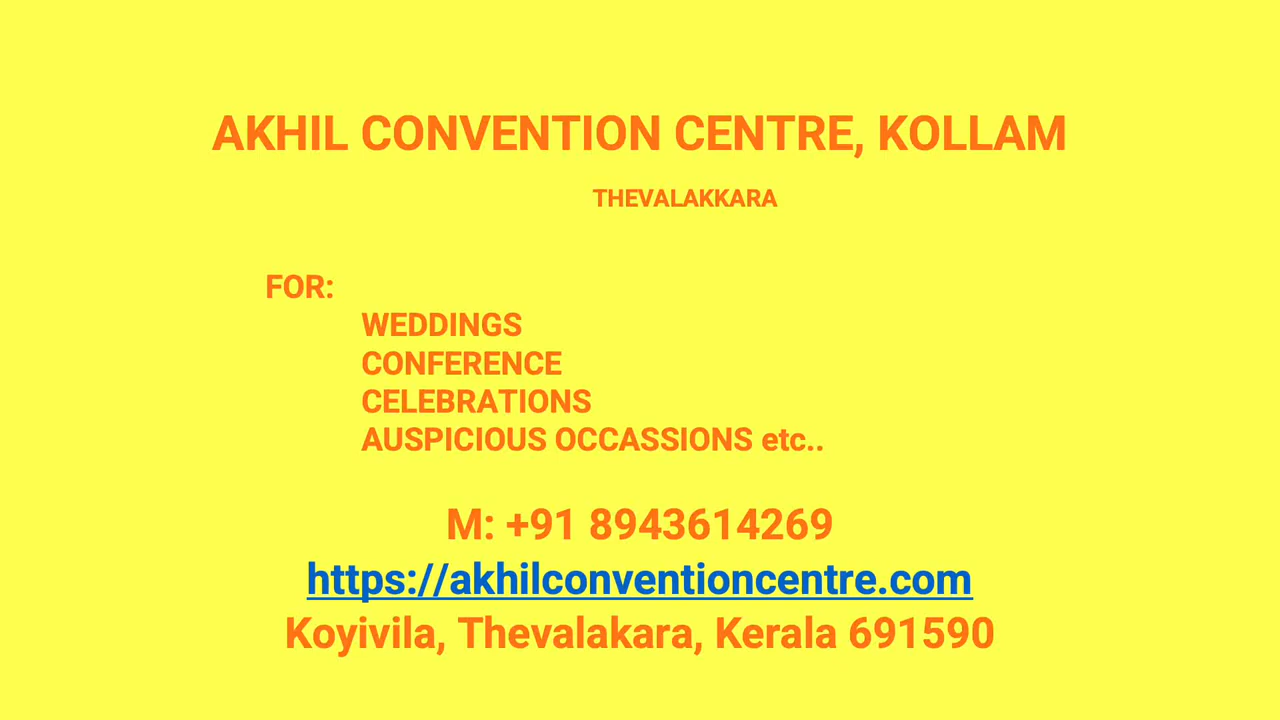 AKHIL CONVENTION CENTRE, KOLLAM
THEVALAKKARA
FOR:
WEDDINGS
CONFERENCE
CELEBRATIONS
AUSPICIOUS OCCASSIONS etc..
M: +91 8943614269
https://akhilconventioncentre.com
Koyivila, Thevalakara, Kerala 691590